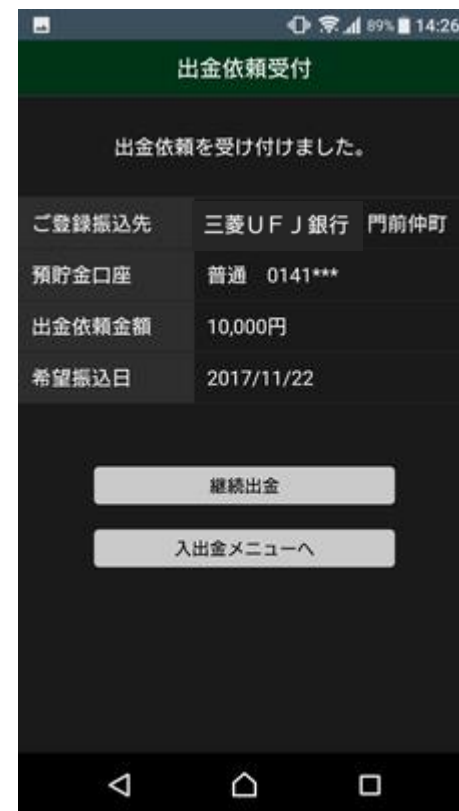 89% 14:26
出金依頼受付
出金依頼を受け付けました。
ご登録振込先 三菱UFJ銀行 門前仲町
預貯金口座 普通 0141***
出金依頼金額 10,000円
希望振込日 2017/11/22
継続出金
入出金メニューへ